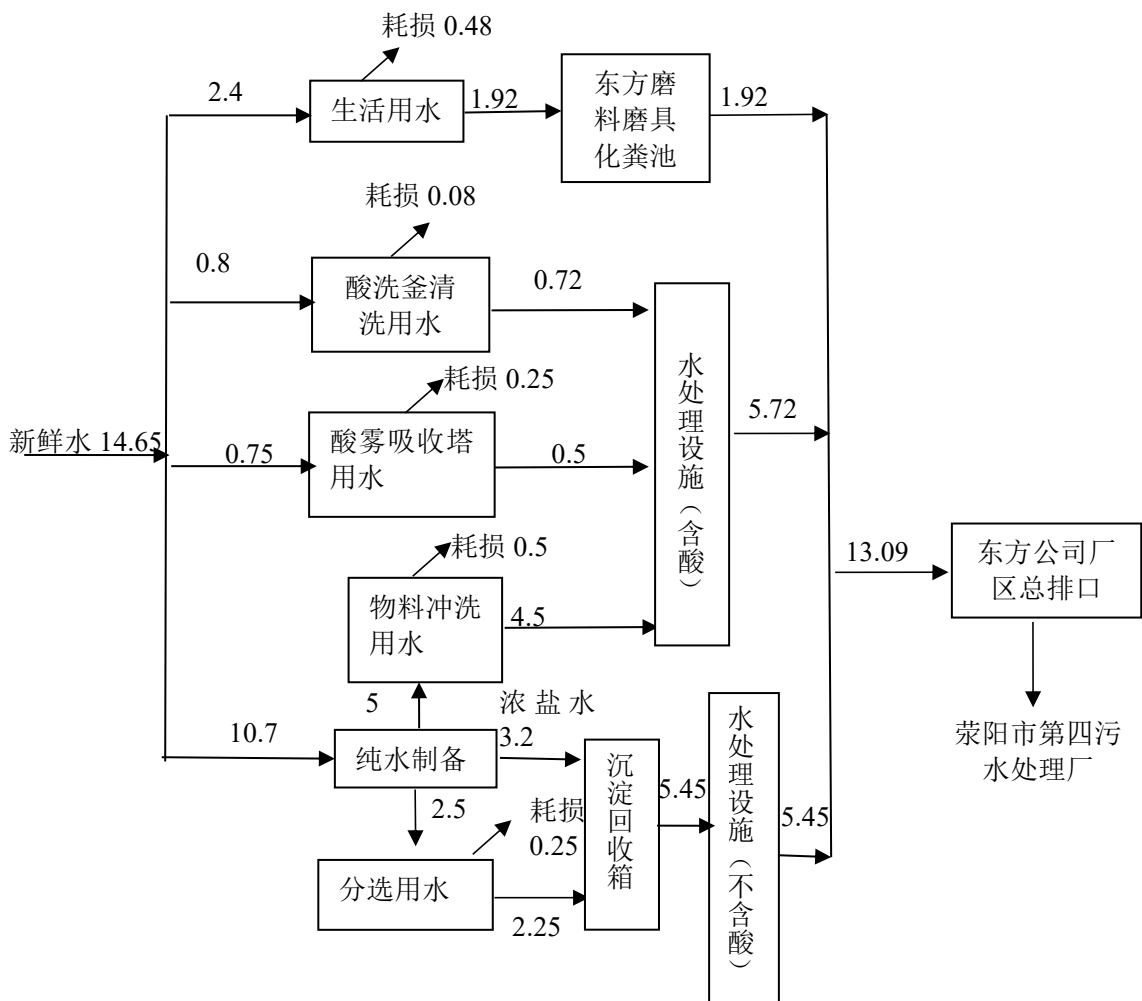 耗损 0.48
2.4
生活用水
1.92
东方磨
料磨具
化粪池
1.92
耗损 0.08
0.8
酸洗釜清
洗用水
0.72
耗损 0.25
新鲜水 14.65
0.75
酸雾吸收塔
用水
0.5
水处理设施（含酸）
5.72
耗损 0.5
物料冲洗
用水
4.5
13.09
东方公司厂
区总排口
5
浓 盐 水
3.2
10.7
纯水制备
2.5
耗损
0.25
沉淀回收箱
5.45
水处理设施（不含酸）
5.45
荥阳市第四污
水处理厂
分选用水
2.25